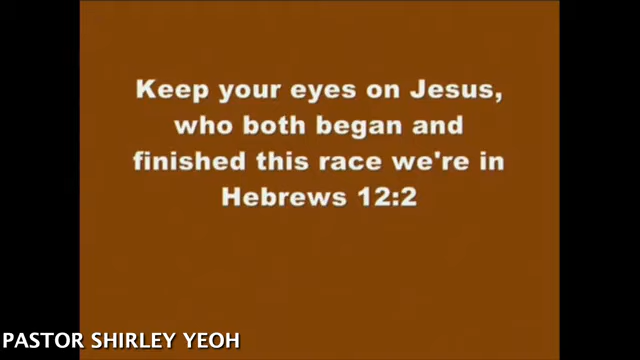 Keep your eyes on Jesus,
who both began and
finished this race we're in
Hebrews 12:2
PASTOR SHIRLEY YEOH